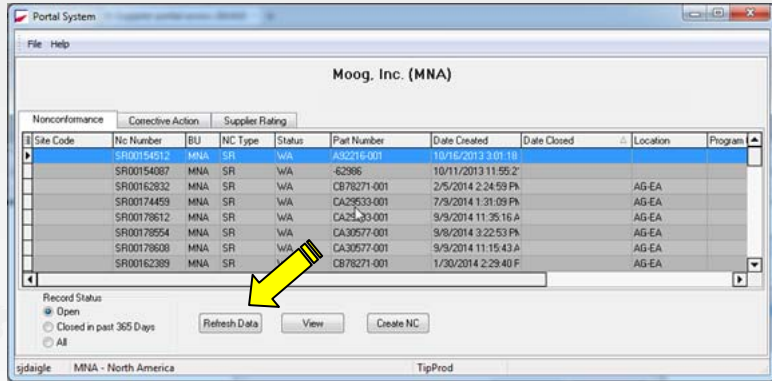 Portal System
File Help
Moog, Inc. (MNA)
Nonconformance Corrective Action Supplier Rating
Site Code Nc Number BU NC Type Status Part Number Date Created Date Closed Location Program
SR00154512 MNA SR WA A92216-001 10/16/2013 3:01:18
SR00154087 MNA SR WA -62986 10/11/2013 11:55:2
SR00162832 MNA SR WA CB78271-001 2/5/2014 2:24:59 PM AG-EA
SR00174459 MNA SR WA CA29533-001 7/9/2014 1:31:09 PM AG-EA
SR00178612 MNA SR WA CA29533-001 9/9/2014 11:35:16 A AG-EA
SR00178554 MNA SR WA CA30577-001 9/8/2014 3:22:53 PM AG-EA
SR00178608 MNA SR WA CA30577-001 9/9/2014 11:15:43 A AG-EA
SR00162389 MNA SR CB78271-001 1/30/2014 2:29:40 F AG-EA
Record Status
Open
Closed in past 365 Days
All
Refresh Data View Create NC
sjdaigle MNA - North America TipProd